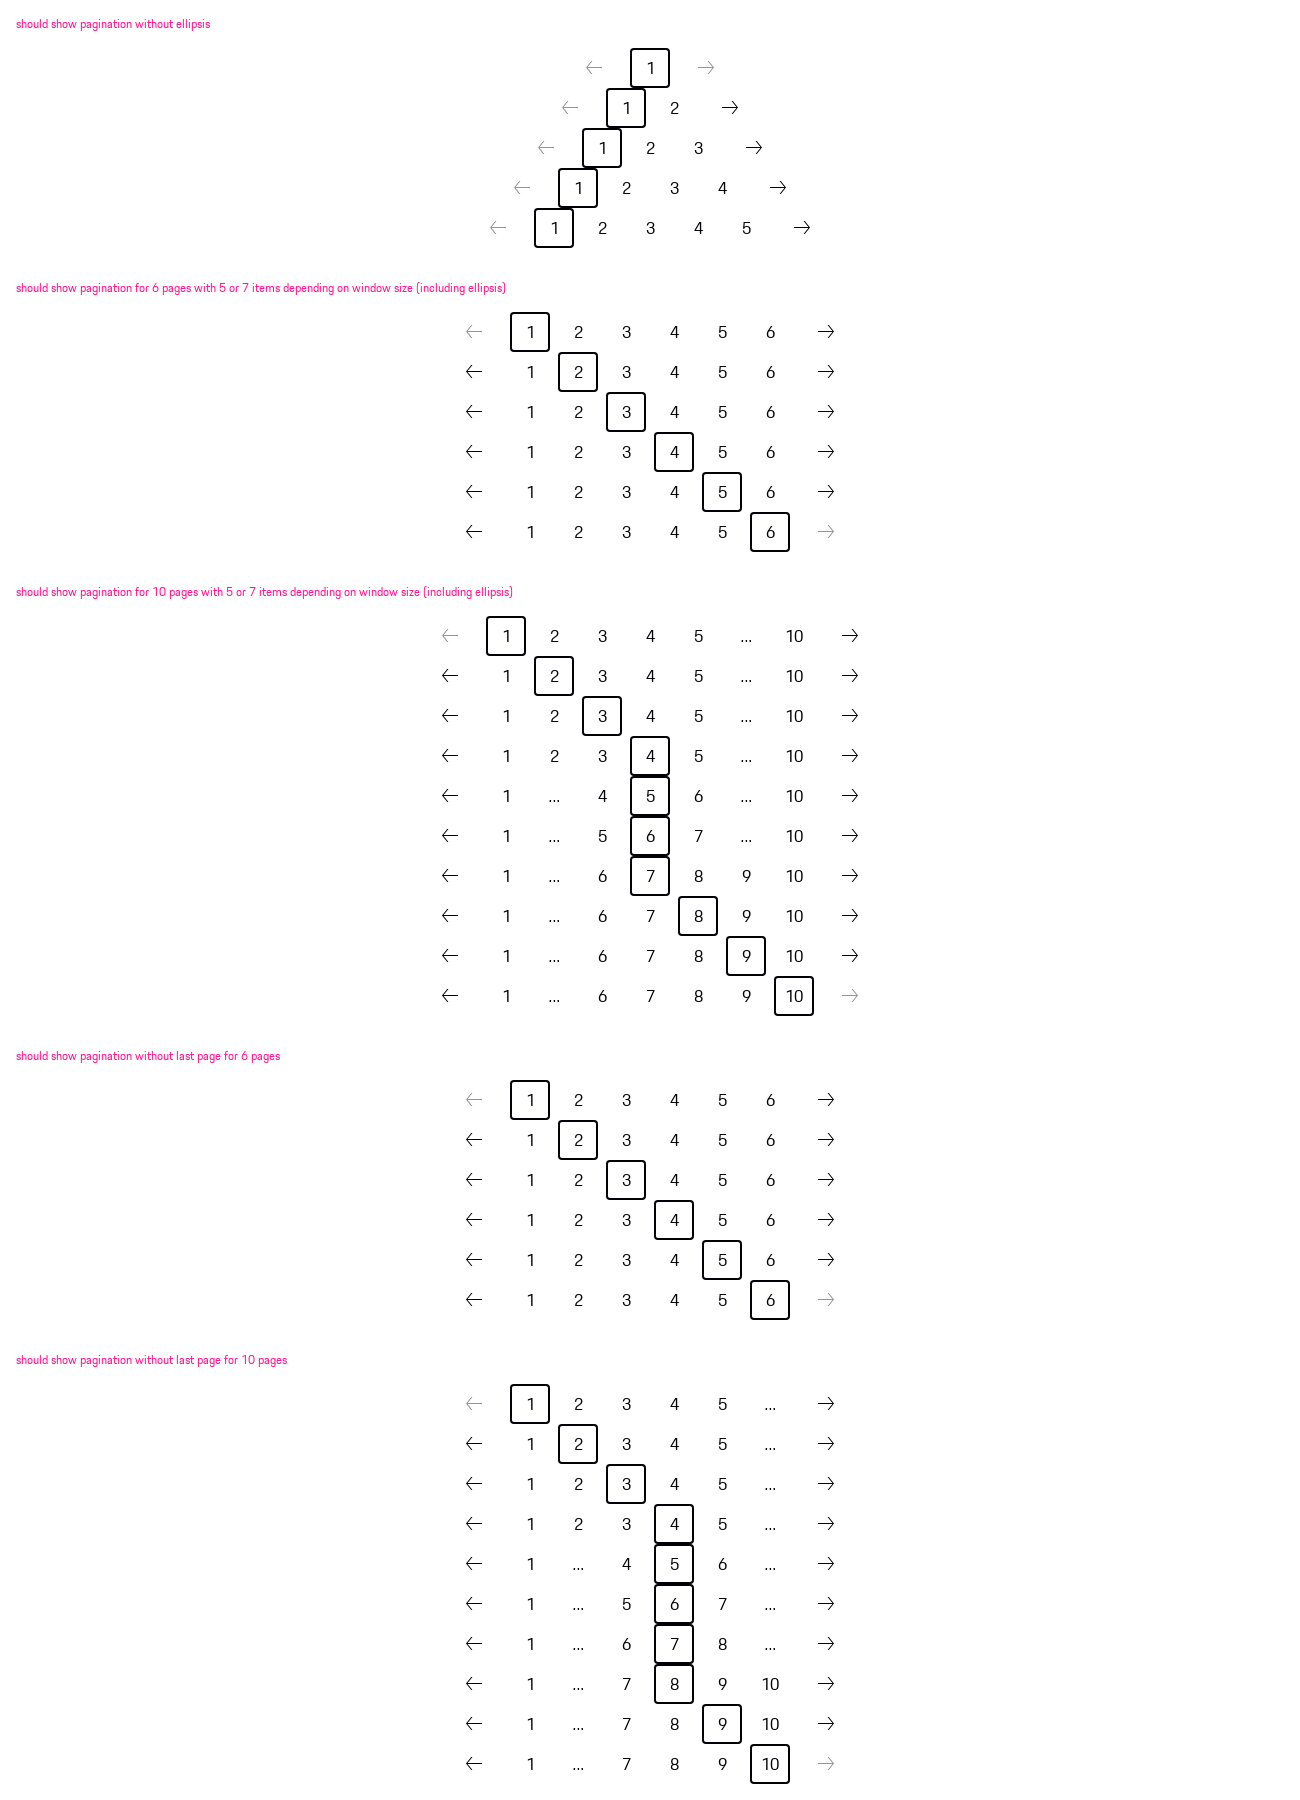 should show pagination without ellipsis
← 1 →
← 1 2 →
← 1 2 3 →
← 1 2 3 4 →
← 1 2 3 4 5 →
should show pagination for 6 pages with 5 or 7 items depending on window size (including ellipsis)
← 1 2 3 4 5 6 →
← 1 2 3 4 5 6 →
← 1 2 3 4 5 6 →
← 1 2 3 4 5 6 →
← 1 2 3 4 5 6 →
← 1 2 3 4 5 6 →
should show pagination for 10 pages with 5 or 7 items depending on window size (including ellipsis)
← 1 2 3 4 5 ... 10 →
← 1 2 3 4 5 ... 10 →
← 1 2 3 4 5 ... 10 →
← 1 2 3 4 5 ... 10 →
← 1 ... 4 5 6 ... 10 →
← 1 ... 5 6 7 ... 10 →
← 1 ... 6 7 8 9 10 →
← 1 ... 6 7 8 9 10 →
← 1 ... 6 7 8 9 10 →
← 1 ... 6 7 8 9 10 →
should show pagination without last page for 6 pages
← 1 2 3 4 5 6 →
← 1 2 3 4 5 6 →
← 1 2 3 4 5 6 →
← 1 2 3 4 5 6 →
← 1 2 3 4 5 6 →
← 1 2 3 4 5 6 →
should show pagination without last page for 10 pages
← 1 2 3 4 5 ... →
← 1 2 3 4 5 ... →
← 1 2 3 4 5 ... →
← 1 2 3 4 5 ... →
← 1 ... 4 5 6 ... →
← 1 ... 5 6 7 ... →
← 1 ... 6 7 8 ... →
← 1 ... 7 8 9 10 →
← 1 ... 7 8 9 10 →
← 1 ... 7 8 9 10 →